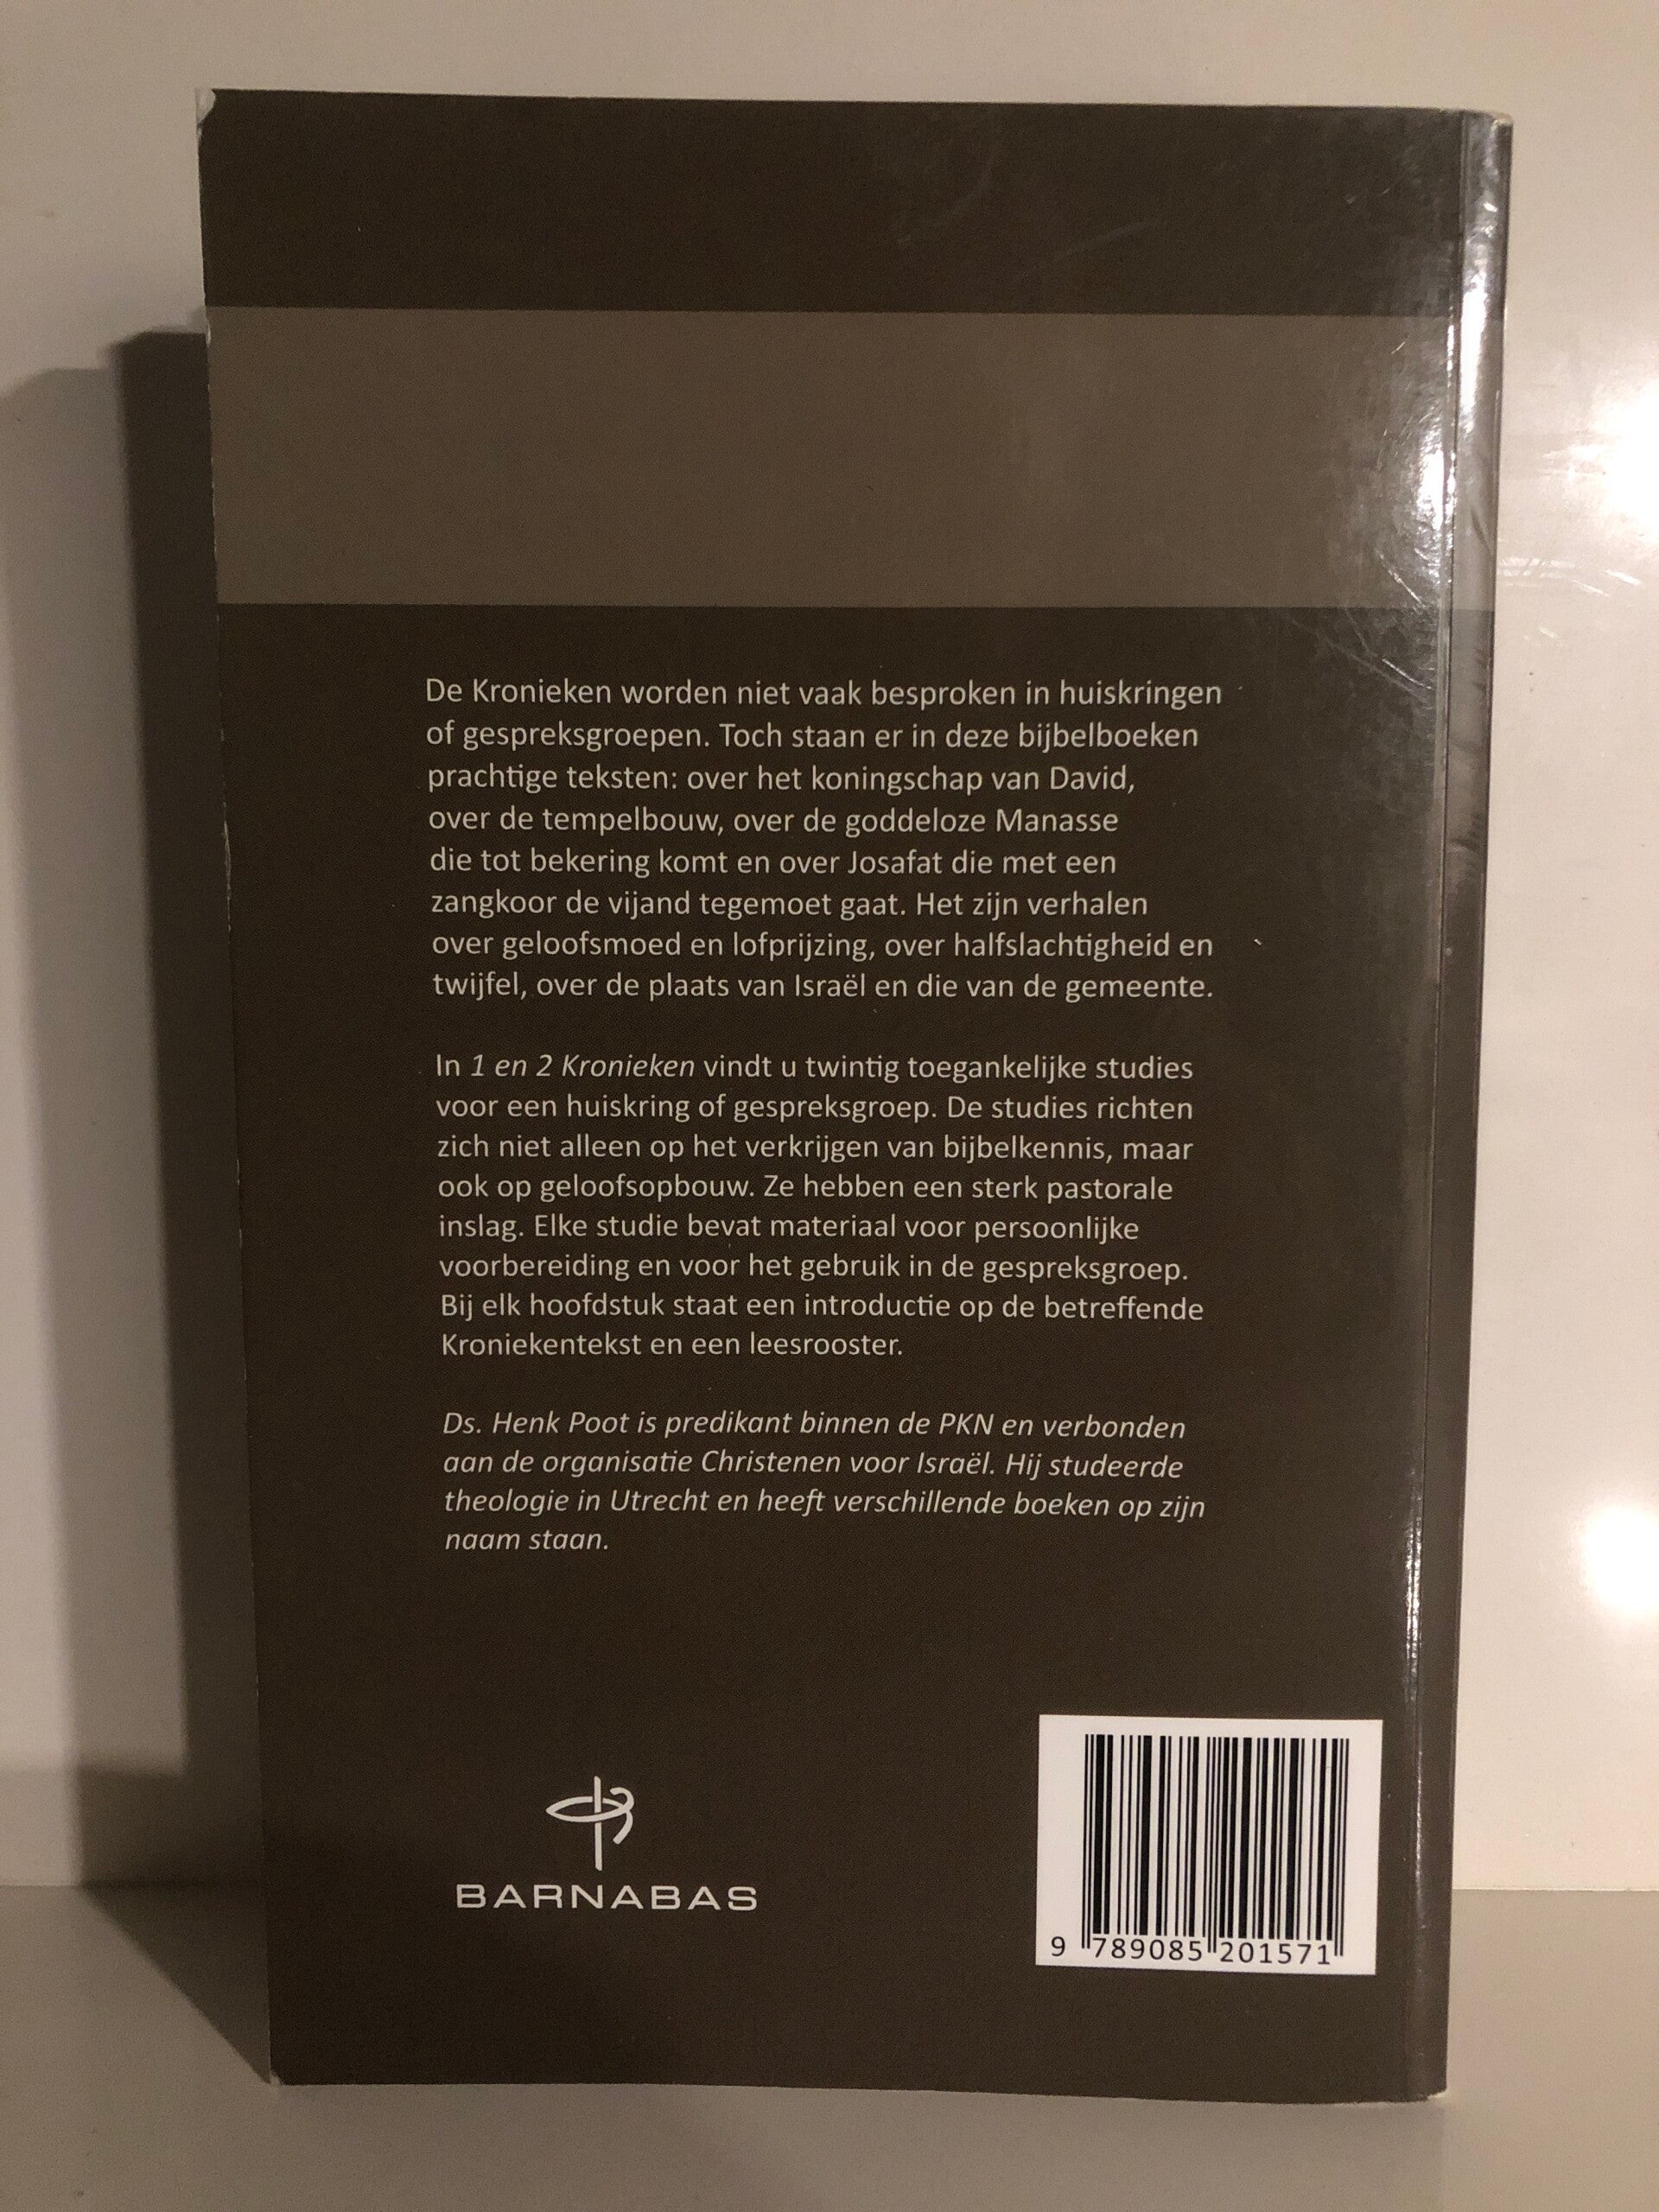 De Kronieken worden niet vaak besproken in huiskringen
of gespreksgroepen. Toch staan er in deze bijbelboeken
prachtige teksten: over het koningschap van David,
over de tempelbouw, over de goddeloze Manasse
die tot bekering komt en over Josafat die met een
zangkoor de vijand tegemoet gaat. Het zijn verhalen
over geloofsmoed en lofprijzing, over halfslachtigheid en
twijfel, over de plaats van Israël en die van de gemeente.
In 1 en 2 Kronieken vindt u twintig toegankelijke studies
voor een huiskring of gespreksgroep. De studies richten
zich niet alleen op het verkrijgen van bijbelkennis, maar
ook op geloofsopbouw. Ze hebben een sterk pastorale
inslag. Elke studie bevat materiaal voor persoonlijke
voorbereiding en voor het gebruik in de gespreksgroep.
Bij elk hoofdstuk staat een introductie op de betreffende
Kroniekentekst en een leesrooster.
Ds. Henk Poot is predikant binnen de PKN en verbonden
aan de organisatie Christenen voor Israël. Hij studeerde
theologie in Utrecht en heeft verschillende boeken op zijn
naam staan.
BARNABAS
9 789085 201571